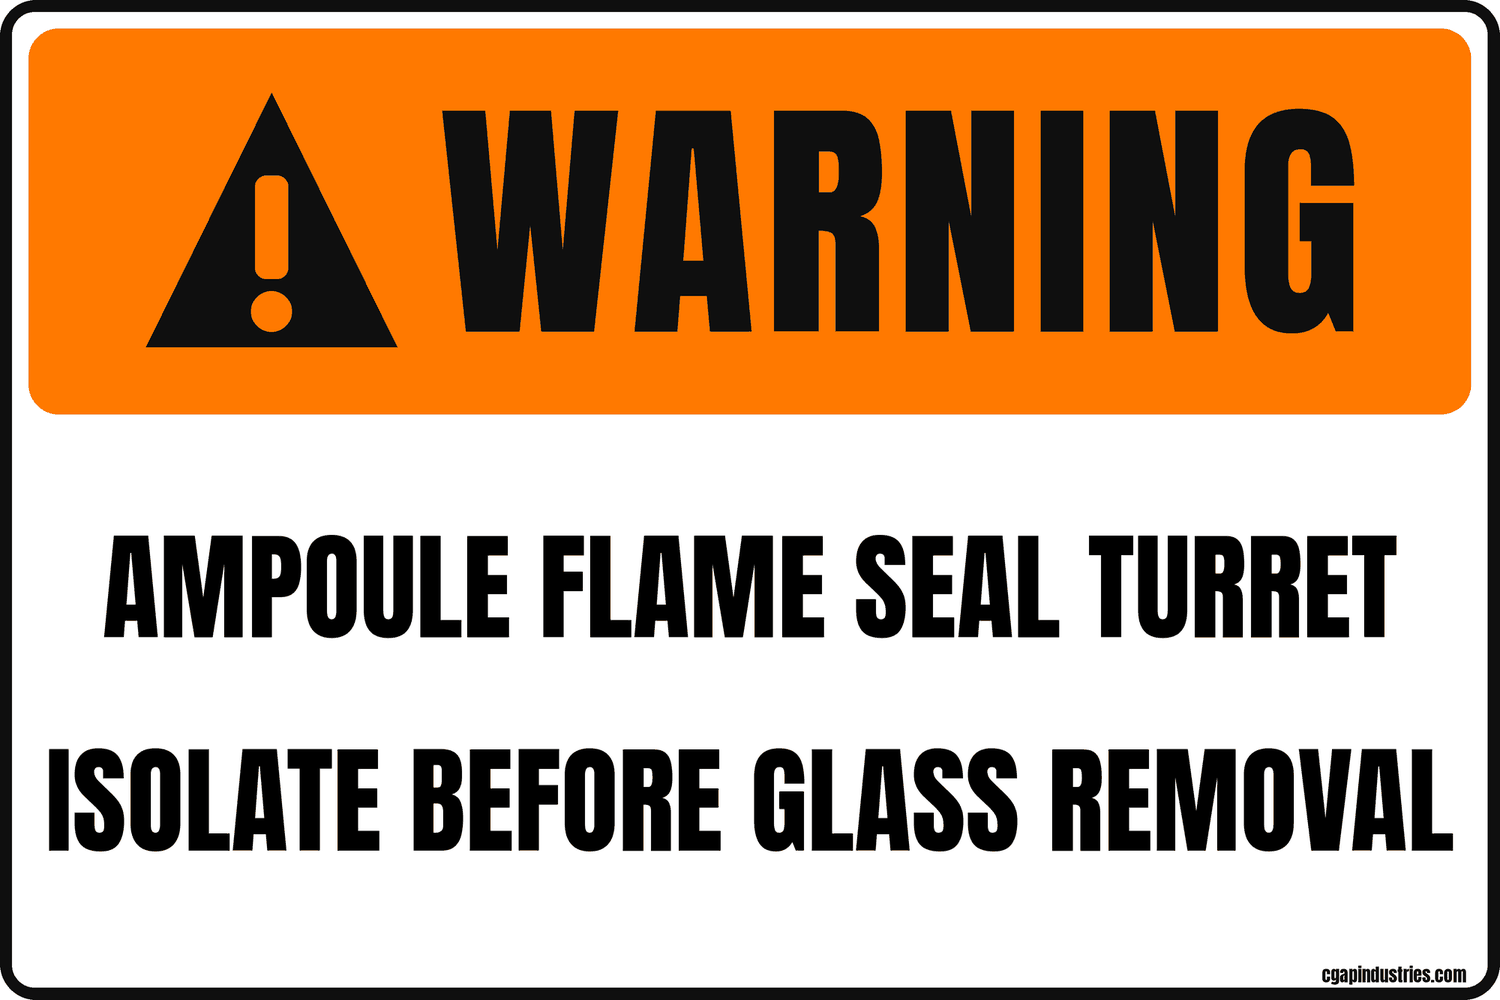 WARNING
AMPOULE FLAME SEAL TURRET
ISOLATE BEFORE GLASS REMOVAL
cgapindustries.com